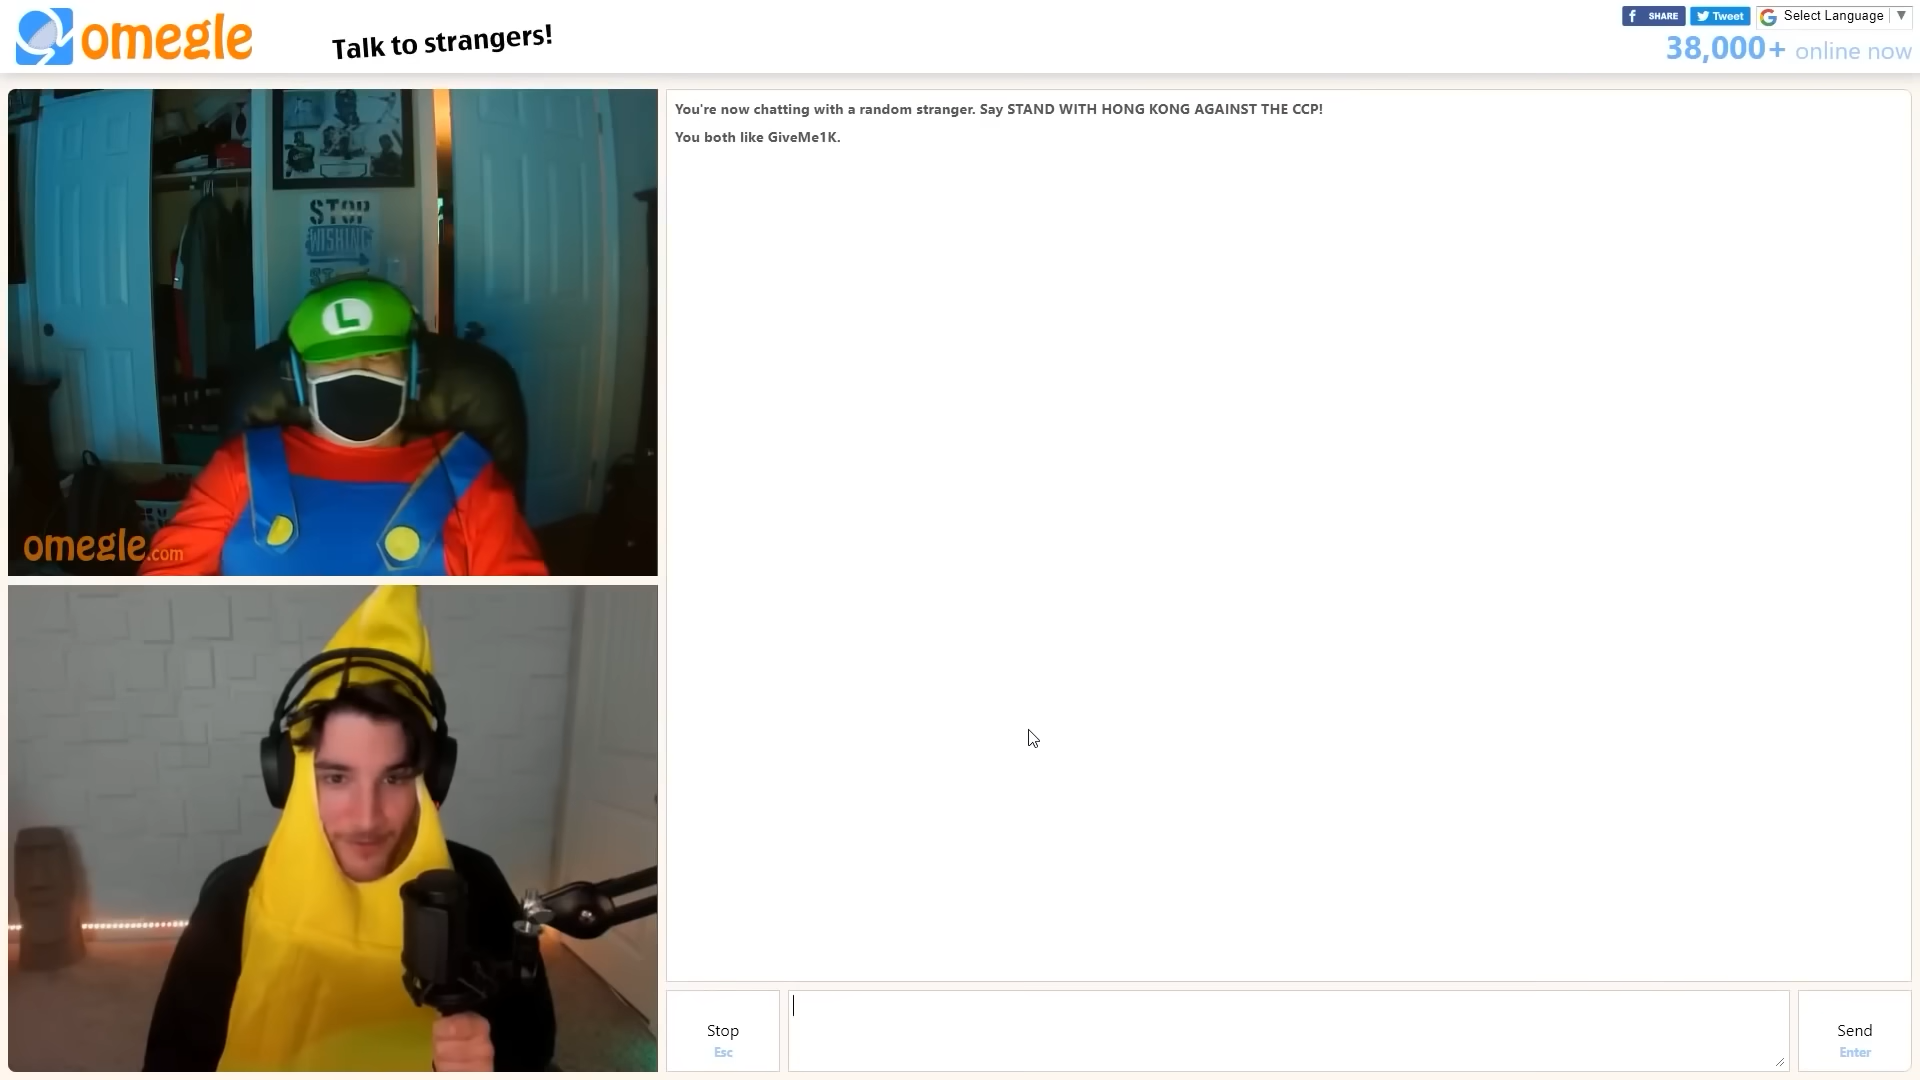 omegle
Talk to strangers!
SHARE
Tweet
Select Language
38,000+ online now
You're now chatting with a random stranger. Say STAND WITH HONG KONG AGAINST THE CCP!
You both like GiveMe1K.
STOP
WISHING
L
omegle.com
Stop
Esc
Send
Enter